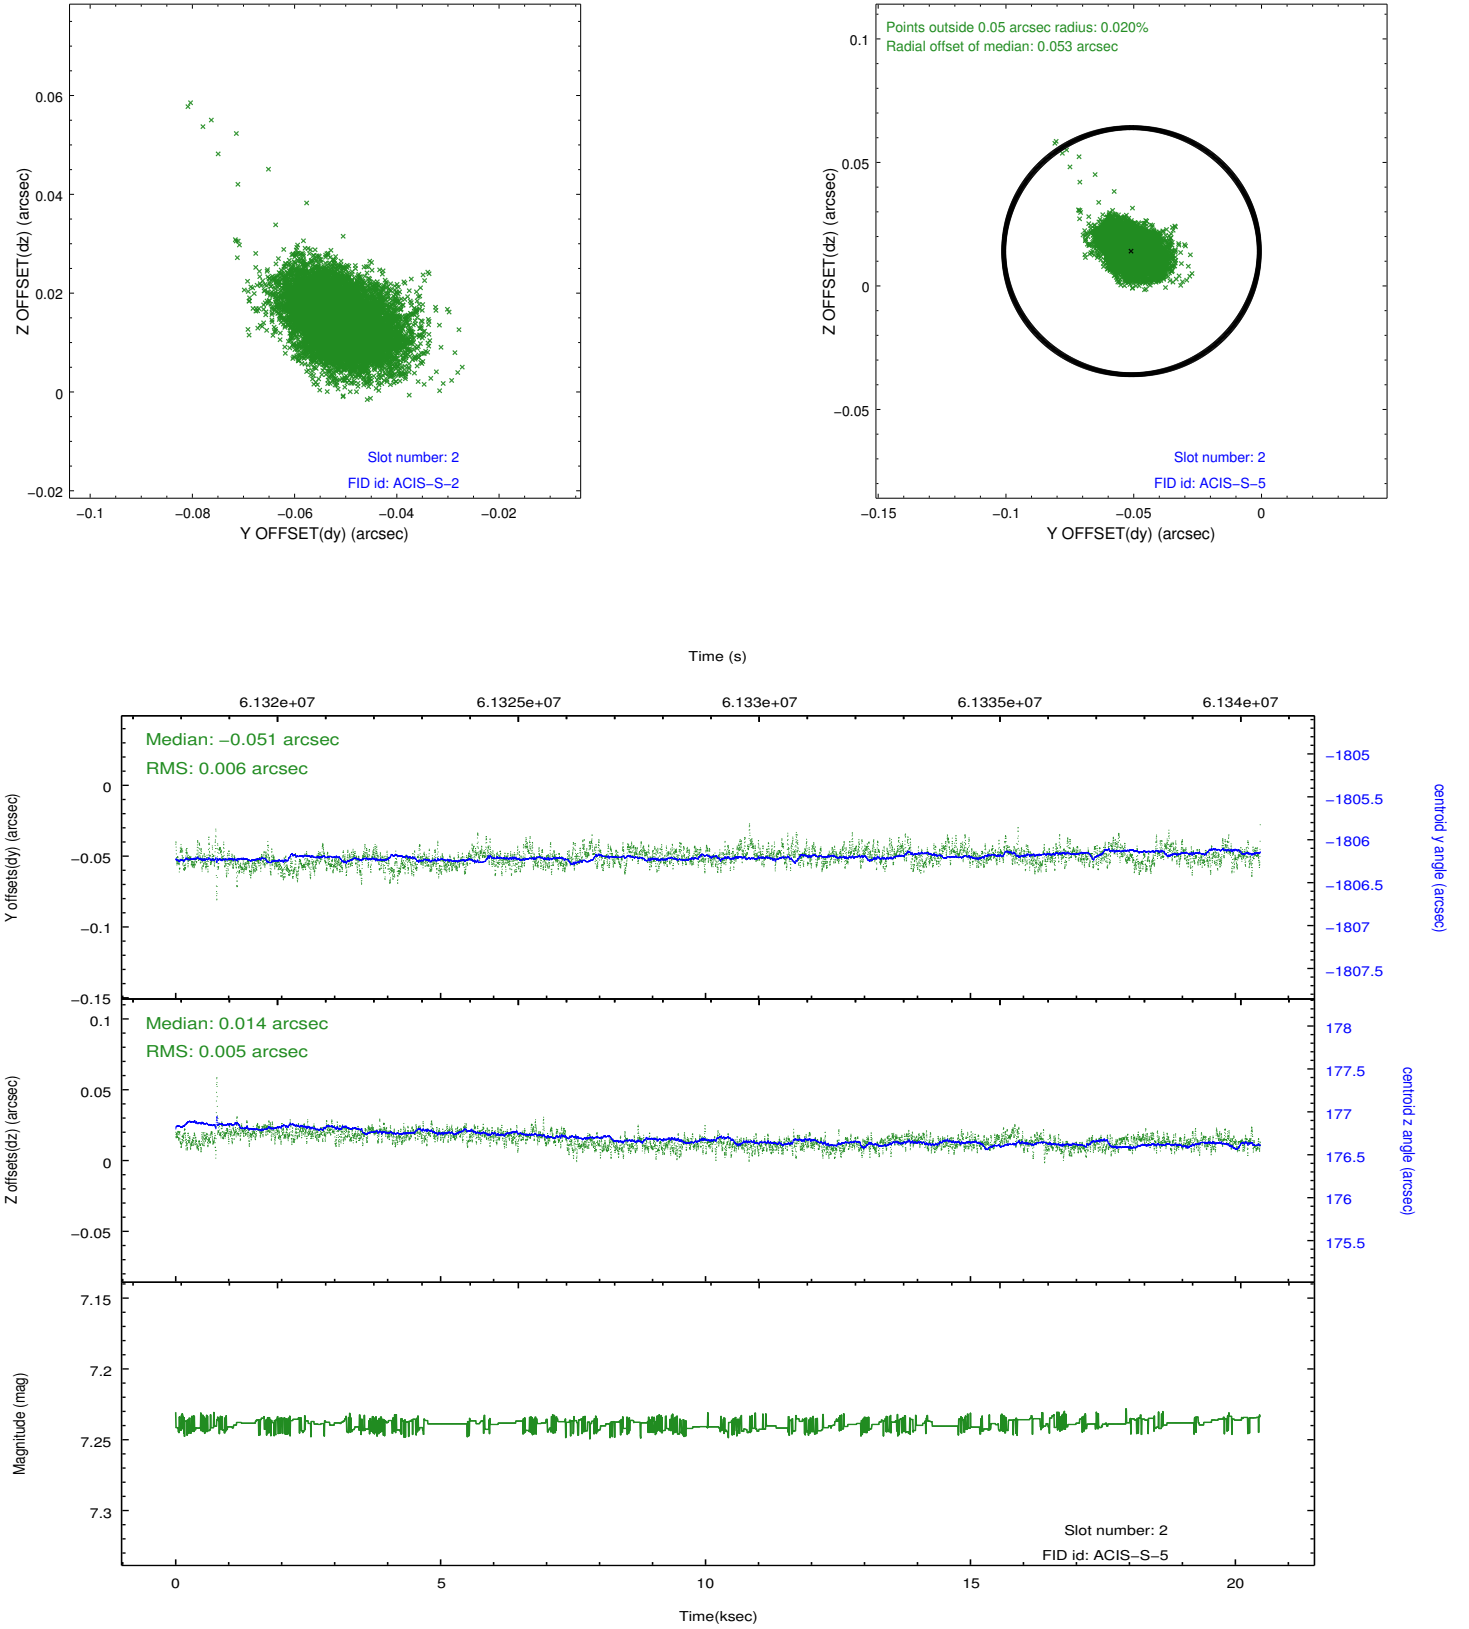 0.06
0.04
0.02
0
−0.02
Z OFFSET(dz) (arcsec)
Slot number: 2
FID id: ACIS−S−2
−0.1 −0.08 −0.06 −0.04 −0.02
Y OFFSET(dy) (arcsec)
Points outside 0.05 arcsec radius: 0.020%
Radial offset of median: 0.053 arcsec
0.1
0.05
0
−0.05
Z OFFSET(dz) (arcsec)
Slot number: 2
FID id: ACIS−S−5
−0.15 −0.1 −0.05 0
Y OFFSET(dy) (arcsec)
Time (s)
6.132e+07 6.1325e+07 6.133e+07 6.1335e+07 6.134e+07
Median: −0.051 arcsec
RMS: 0.006 arcsec
0
−0.05
−0.1
−0.15
Y offsets(dy) (arcsec)
−1805
−1805.5
−1806
−1806.5
−1807
−1807.5
centroid y angle (arcsec)
Median: 0.014 arcsec
RMS: 0.005 arcsec
0.1
0.05
0
−0.05
Z offsets(dz) (arcsec)
178
177.5
177
176.5
176
175.5
centroid z angle (arcsec)
7.15
7.2
7.25
7.3
Magnitude (mag)
Slot number: 2
FID id: ACIS−S−5
0 5 10 15 20
Time(ksec)